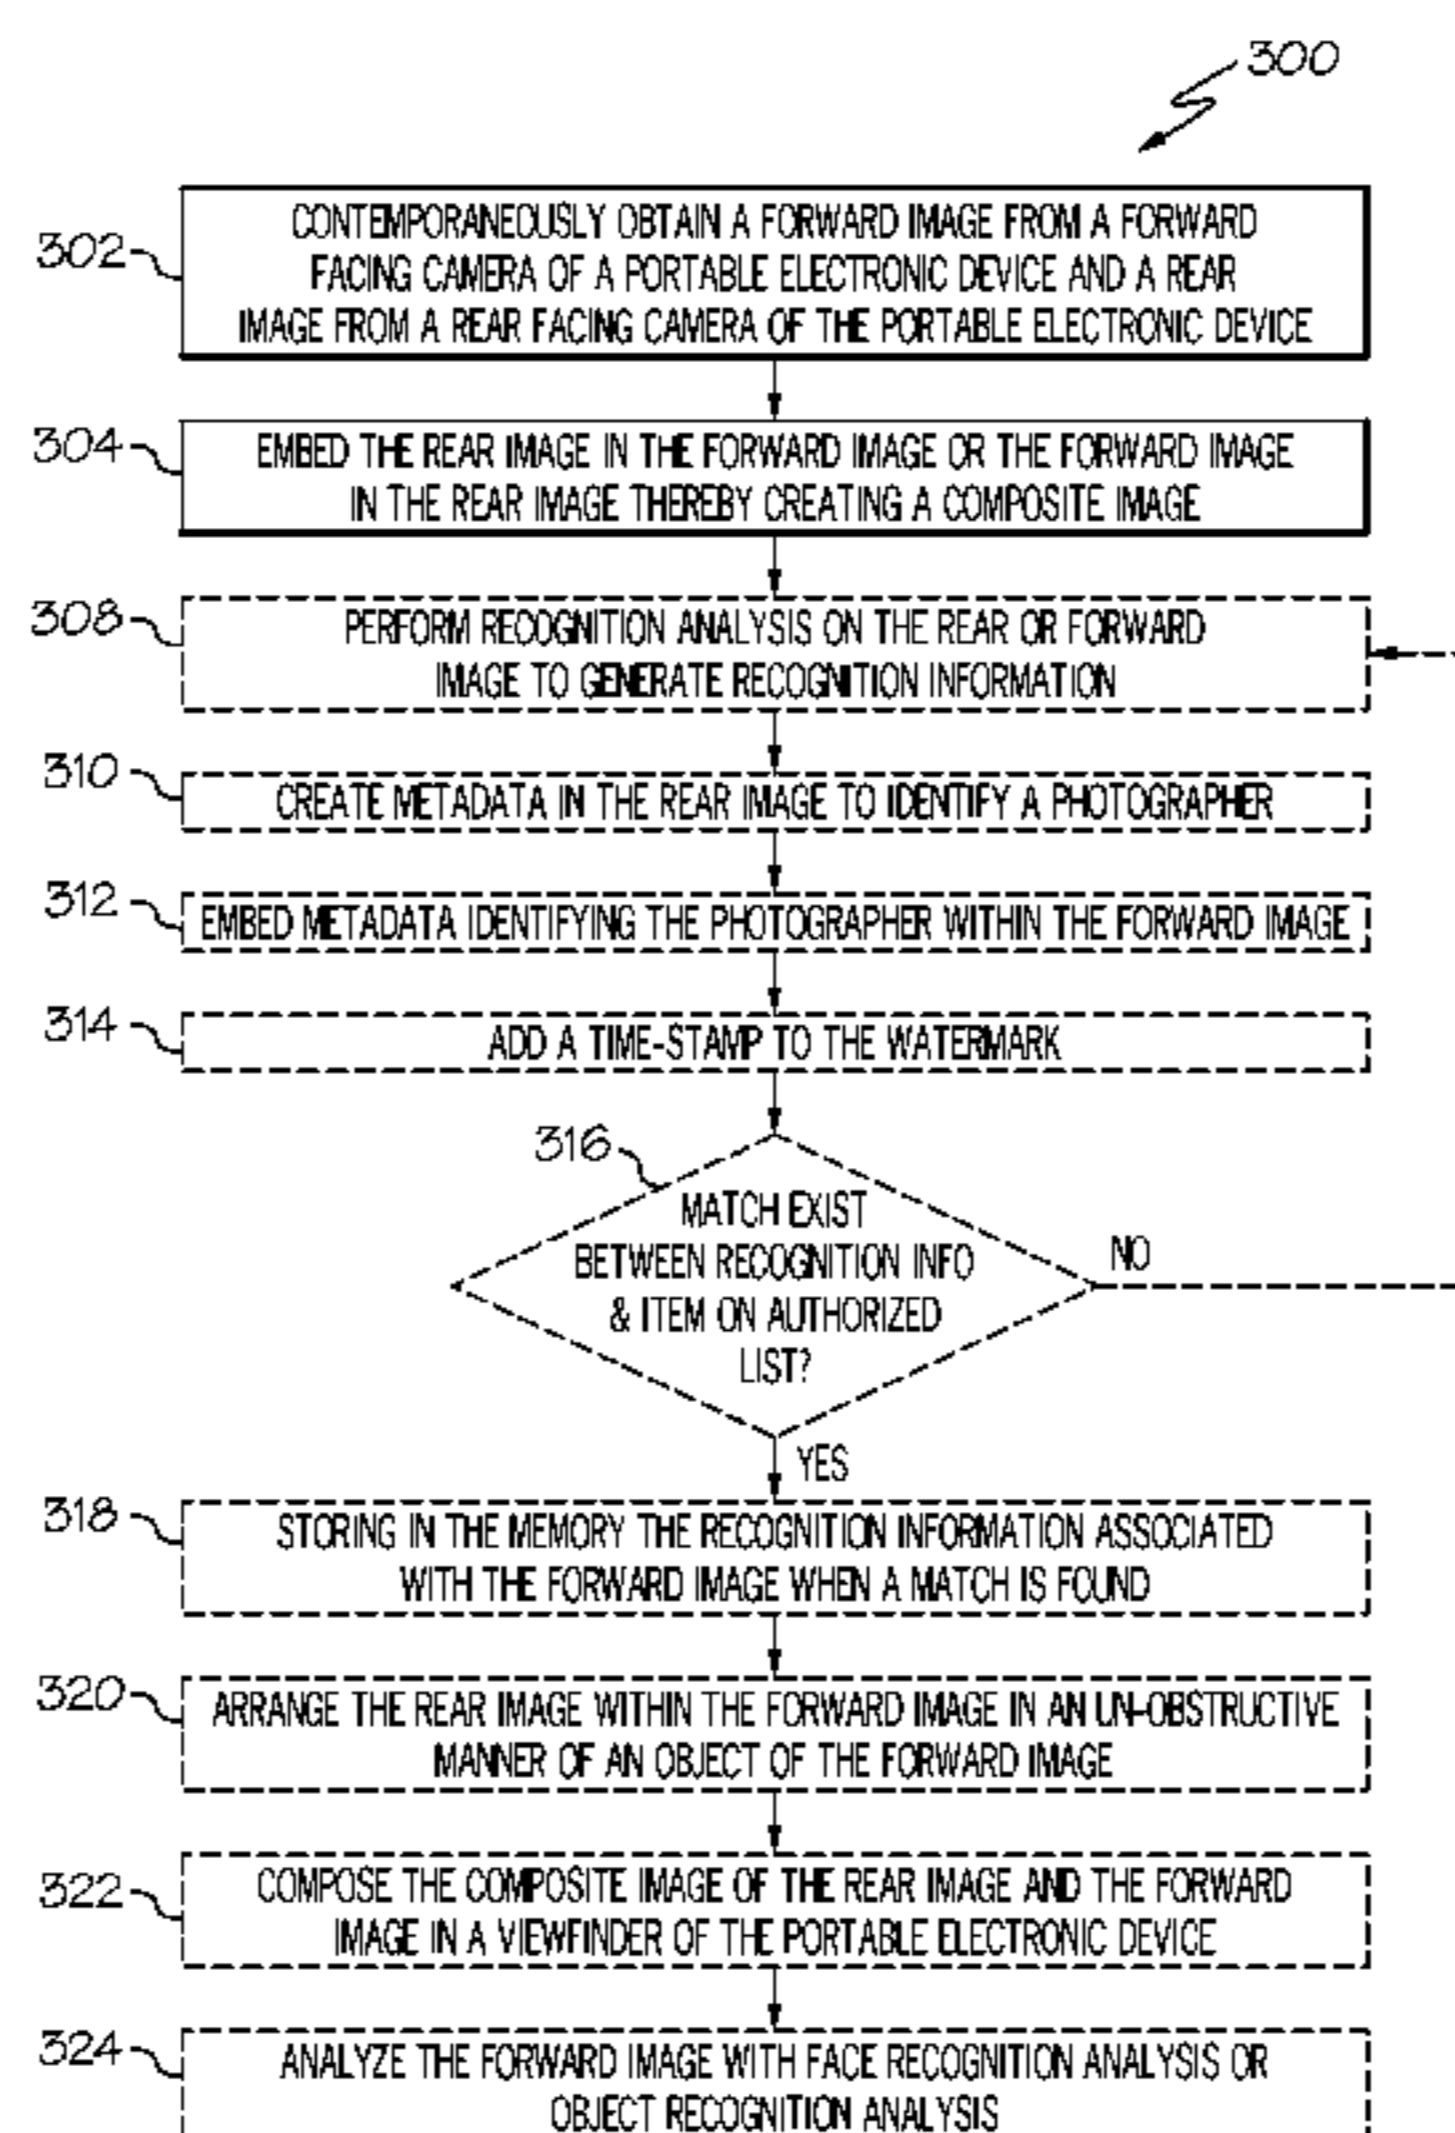 300
302
CONTEMPORANEOUSLY OBTAIN A FORWARD IMAGE FROM A FORWARD
FACING CAMERA OF A PORTABLE ELECTRONIC DEVICE AND A REAR
IMAGE FROM A REAR FACING CAMERA OF THE PORTABLE ELECTRONIC DEVICE
304
EMBED THE REAR IMAGE IN THE FORWARD IMAGE OR THE FORWARD IMAGE
IN THE REAR IMAGE THEREBY CREATING A COMPOSITE IMAGE
308
PERFORM RECOGNITION ANALYSIS ON THE REAR OR FORWARD
IMAGE TO GENERATE RECOGNITION INFORMATION
310
CREATE METADATA IN THE REAR IMAGE TO IDENTIFY A PHOTOGRAPHER
312
EMBED METADATA IDENTIFYING THE PHOTOGRAPHER WITHIN THE FORWARD IMAGE
314
ADD A TIME-STAMP TO THE WATERMARK
316
MATCH EXIST
BETWEEN RECOGNITION INFO
& ITEM ON AUTHORIZED
LIST?
NO
YES
318
STORING IN THE MEMORY THE RECOGNITION INFORMATION ASSOCIATED
WITH THE FORWARD IMAGE WHEN A MATCH IS FOUND
320
ARRANGE THE REAR IMAGE WITHIN THE FORWARD IMAGE IN AN UN-OBSTRUCTIVE
MANNER OF AN OBJECT OF THE FORWARD IMAGE
322
COMPOSE THE COMPOSITE IMAGE OF THE REAR IMAGE AND THE FORWARD
IMAGE IN A VIEWFINDER OF THE PORTABLE ELECTRONIC DEVICE
324
ANALYZE THE FORWARD IMAGE WITH FACE RECOGNITION ANALYSIS OR
OBJECT RECOGNITION ANALYSIS